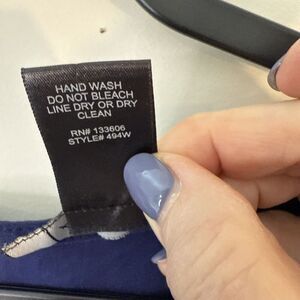 HAND WASH
DO NOT BLEACH
LINE DRY OR DRY
CLEAN
RN# 133606
STYLE# 494W